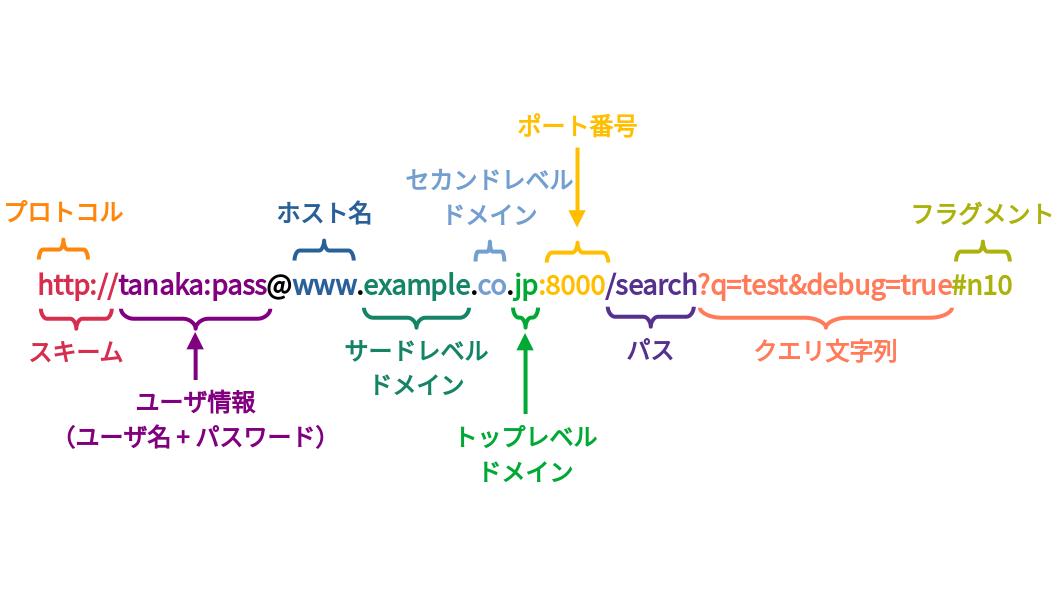 ポート番号
セカンドレベル
ドメイン
プロトコル
ホスト名
フラグメント
http://tanaka:pass@www.example.co.jp:8000/search?q=test&debug=true#n10
スキーム
サードレベル
ドメイン
パス
クエリ文字列
ユーザ情報
（ユーザ名 + パスワード）
トップレベル
ドメイン